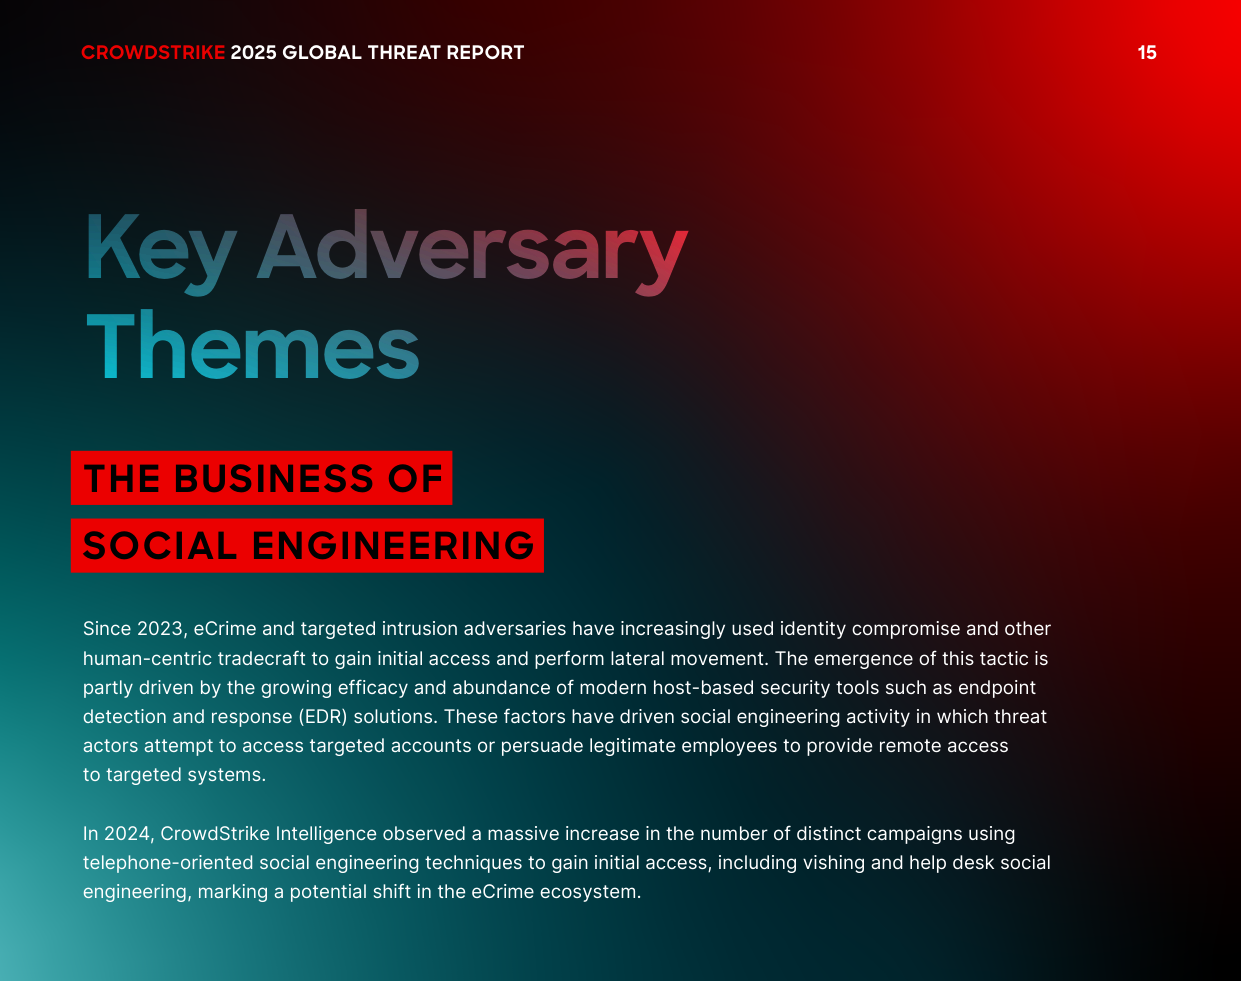 CROWDSTRIKE 2025 GLOBAL THREAT REPORT
15
Key Adversary
Themes
THE BUSINESS OF
SOCIAL ENGINEERING
Since 2023, eCrime and targeted intrusion adversaries have increasingly used identity compromise and other
human-centric tradecraft to gain initial access and perform lateral movement. The emergence of this tactic is
partly driven by the growing efficacy and abundance of modern host-based security tools such as endpoint
detection and response (EDR) solutions. These factors have driven social engineering activity in which threat
actors attempt to access targeted accounts or persuade legitimate employees to provide remote access
to targeted systems.
In 2024, CrowdStrike Intelligence observed a massive increase in the number of distinct campaigns using
telephone-oriented social engineering techniques to gain initial access, including vishing and help desk social
engineering, marking a potential shift in the eCrime ecosystem.